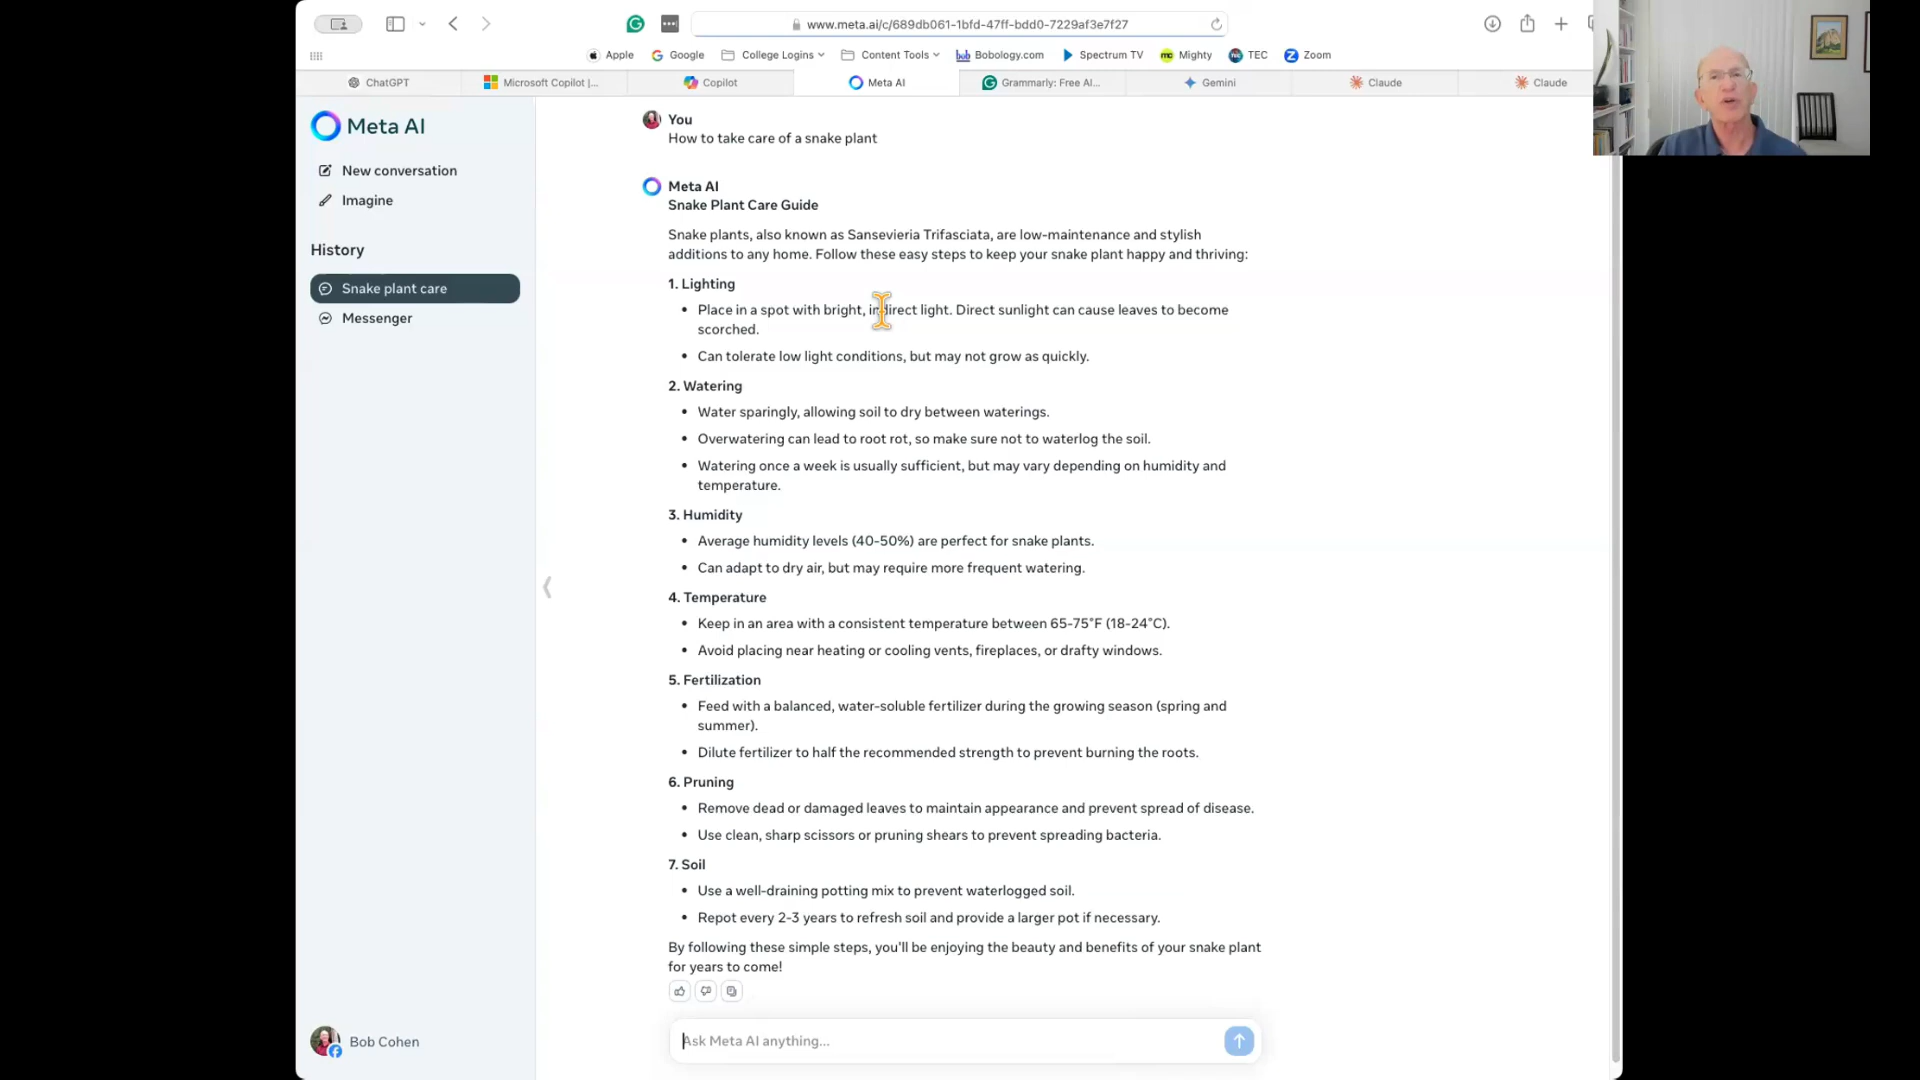 www.meta.ai/c/689db061-1bfd-47ff-bdd0-7229af3e7f27
Apple Google College Logins Content Tools bob Bobology.com Spectrum TV mc Mighty TEC Zoom
ChatGPT Microsoft Copilot |... Copilot Meta AI Grammarly: Free AI... Gemini Claude Claude
Meta AI
New conversation
Imagine
History
Snake plant care
Messenger
Bob Cohen
You
How to take care of a snake plant
Meta AI
Snake Plant Care Guide
Snake plants, also known as Sansevieria Trifasciata, are low-maintenance and stylish
additions to any home. Follow these easy steps to keep your snake plant happy and thriving:
1. Lighting
• Place in a spot with bright, indirect light. Direct sunlight can cause leaves to become
scorched.
• Can tolerate low light conditions, but may not grow as quickly.
2. Watering
• Water sparingly, allowing soil to dry between waterings.
• Overwatering can lead to root rot, so make sure not to waterlog the soil.
• Watering once a week is usually sufficient, but may vary depending on humidity and
temperature.
3. Humidity
• Average humidity levels (40-50%) are perfect for snake plants.
• Can adapt to dry air, but may require more frequent watering.
4. Temperature
• Keep in an area with a consistent temperature between 65-75°F (18-24°C).
• Avoid placing near heating or cooling vents, fireplaces, or drafty windows.
5. Fertilization
• Feed with a balanced, water-soluble fertilizer during the growing season (spring and
summer).
• Dilute fertilizer to half the recommended strength to prevent burning the roots.
6. Pruning
• Remove dead or damaged leaves to maintain appearance and prevent spread of disease.
• Use clean, sharp scissors or pruning shears to prevent spreading bacteria.
7. Soil
• Use a well-draining potting mix to prevent waterlogged soil.
• Repot every 2-3 years to refresh soil and provide a larger pot if necessary.
By following these simple steps, you'll be enjoying the beauty and benefits of your snake plant
for years to come!
Ask Meta AI anything...